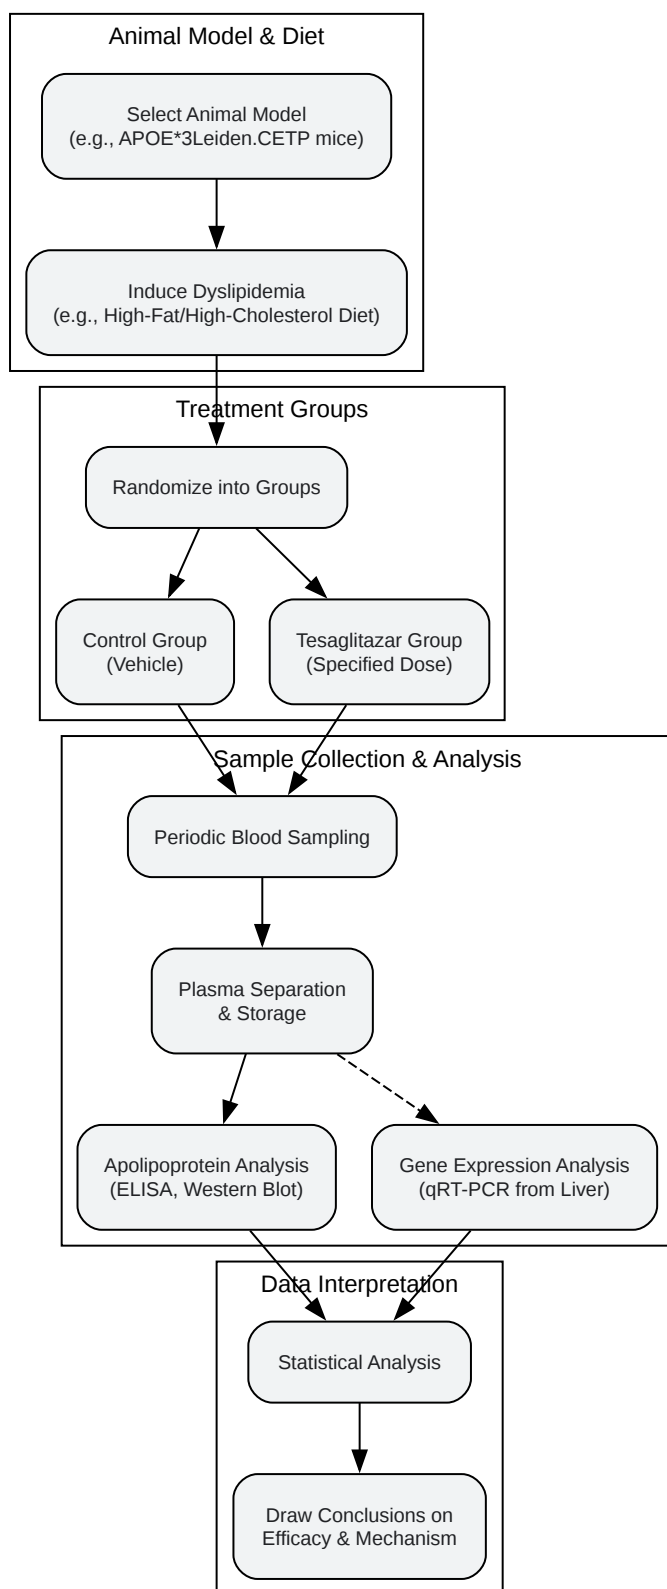 Animal Model & Diet
Select Animal Model
(e.g., APOE*3Leiden.CETP mice)
Induce Dyslipidemia
(e.g., High-Fat/High-Cholesterol Diet)
Treatment Groups
Randomize into Groups
Control Group
(Vehicle)
Tesaglitazar Group
(Specified Dose)
Sample Collection & Analysis
Periodic Blood Sampling
Plasma Separation
& Storage
Apolipoprotein Analysis
(ELISA, Western Blot)
Gene Expression Analysis
(qRT-PCR from Liver)
Data Interpretation
Statistical Analysis
Draw Conclusions on
Efficacy & Mechanism